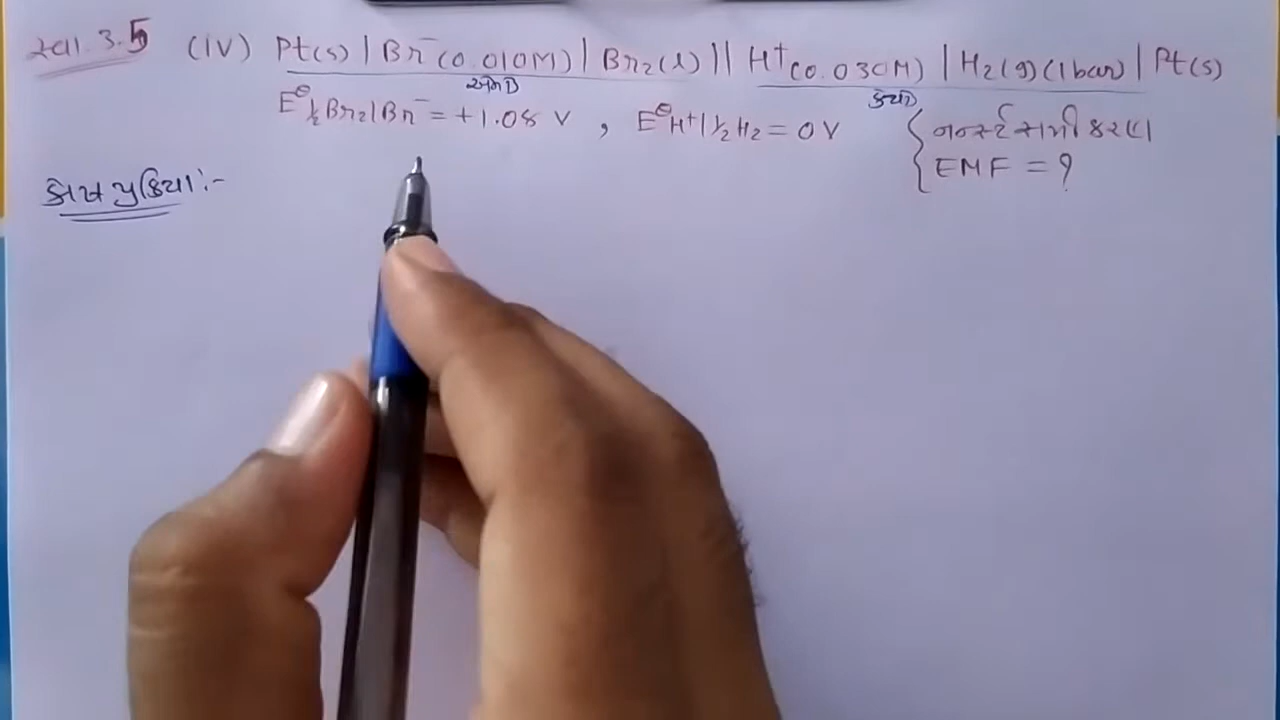 સ્વા. 3.5 (iv) Pt(s) | Br⁻(0.010M) | Br₂(l) || H⁺(0.030M) | H₂(g)(1bar) | Pt(s)
એનોડ કેથોડ
E⊖ ½Br₂|Br⁻ = +1.08 V , E⊖ H⁺|½H₂ = 0 V { નર્ન્સ્ટ સમી કરણ
EMF = ?
કોષ પ્રક્રિયા :-